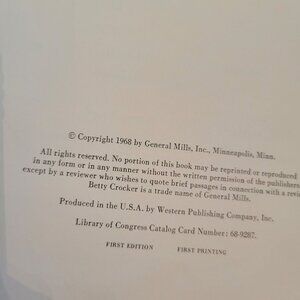 © Copyright 1968 by General Mills, Inc., Minneapolis, Minn.
All rights reserved. No portion of this book may be reprinted or reproduced
in any form or in any manner without the written permission of the publishers
except by a reviewer who wishes to quote brief passages in connection with a revie
Betty Crocker is a trade name of General Mills.
Produced in the U.S.A. by Western Publishing Company, Inc.
Library of Congress Catalog Card Number: 68-9287.
FIRST EDITION FIRST PRINTING